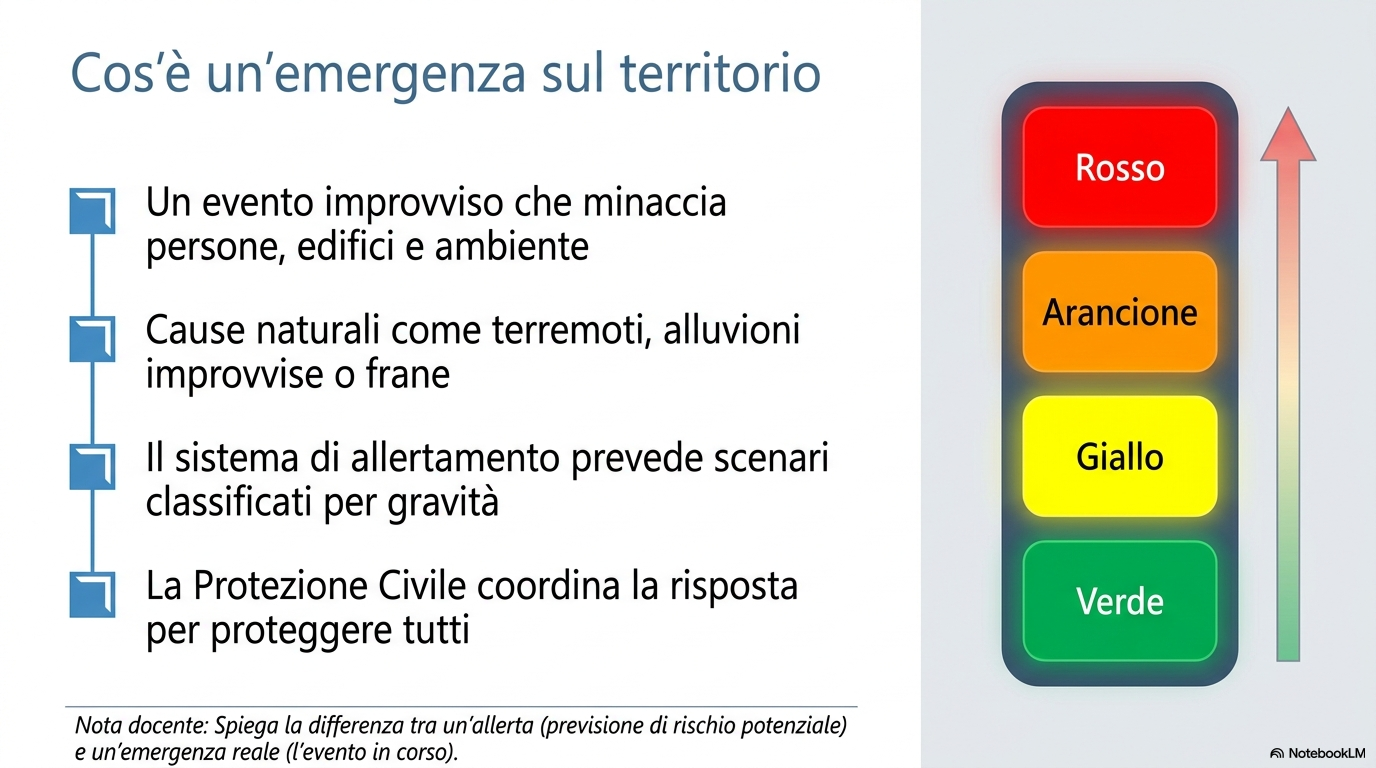 Cos'è un'emergenza sul territorio
Un evento improvviso che minaccia
persone, edifici e ambiente
Cause naturali come terremoti, alluvioni
improvvise o frane
Il sistema di allertamento prevede scenari
classificati per gravità
La Protezione Civile coordina la risposta
per proteggere tutti
Nota docente: Spiega la differenza tra un'allerta (previsione di rischio potenziale)
e un'emergenza reale (l'evento in corso).
Rosso
Arancione
Giallo
Verde
NotebookLM